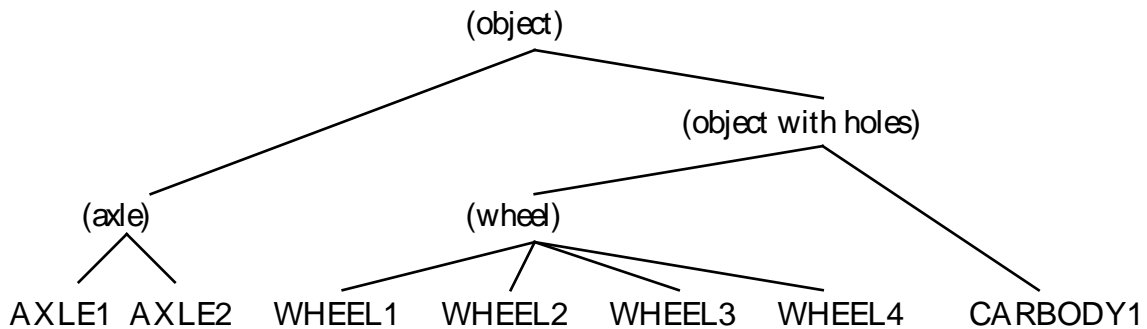 (object)
(object with holes)
(axle) (wheel)
AXLE1 AXLE2 WHEEL1 WHEEL2 WHEEL3 WHEEL4 CARBODY1